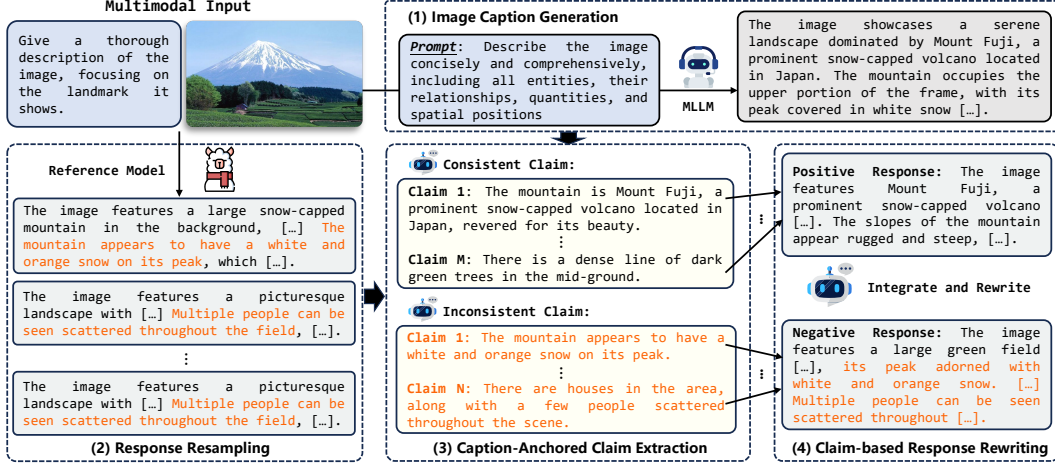 Multimodal Input
Give a thorough
description of the
image, focusing on
the landmark it
shows.
(1) Image Caption Generation
Prompt: Describe the image
concisely and comprehensively,
including all entities, their
relationships, quantities, and
spatial positions
MLLM
The image showcases a serene
landscape dominated by Mount Fuji, a
prominent snow-capped volcano located
in Japan. The mountain occupies the
upper portion of the frame, with its
peak covered in white snow […].
Reference Model
The image features a large snow-capped
mountain in the background, […] The
mountain appears to have a white and
orange snow on its peak, which […].
The image features a picturesque
landscape with […] Multiple people can be
seen scattered throughout the field, […].
⋮
The image features a picturesque
landscape with […] Multiple people can be
seen scattered throughout the field, […].
(2) Response Resampling
Consistent Claim:
Claim 1: The mountain is Mount Fuji, a
prominent snow-capped volcano located in
Japan, revered for its beauty.
⋮
Claim M: There is a dense line of dark
green trees in the mid-ground.
Inconsistent Claim:
Claim 1: The mountain appears to have a
white and orange snow on its peak.
⋮
Claim N: There are houses in the area,
along with a few people scattered
throughout the scene.
(3) Caption-Anchored Claim Extraction
⋮
Positive Response: The image
features Mount Fuji, a
prominent snow-capped volcano
[…]. The slopes of the mountain
appear rugged and steep, […].
Integrate and Rewrite
⋮
Negative Response: The image
features a large green field
[…], its peak adorned with
white and orange snow. […]
Multiple people can be seen
scattered throughout […].
(4) Claim-based Response Rewriting